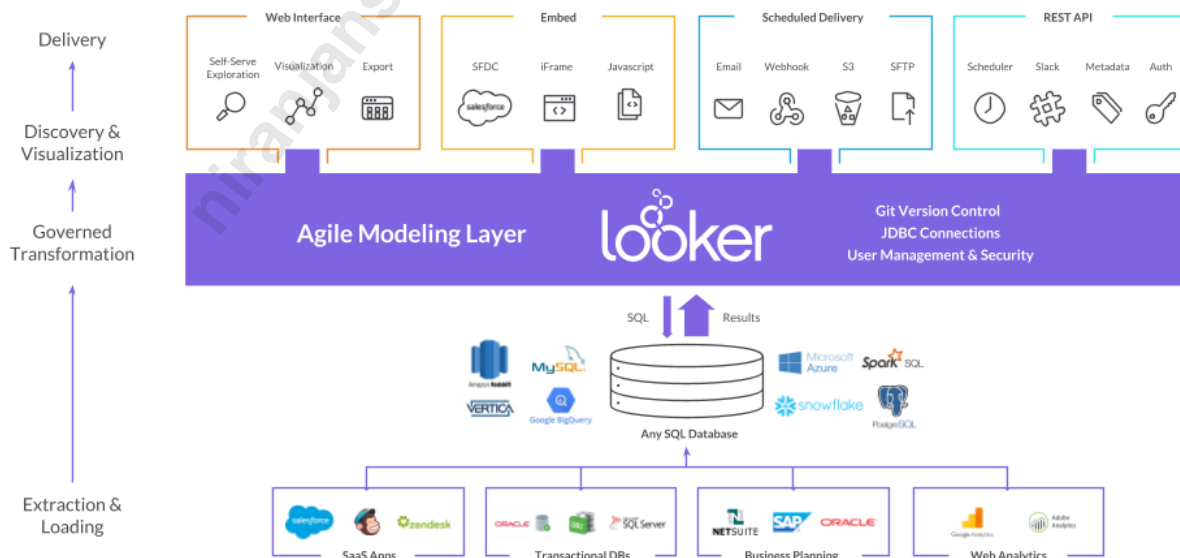 Delivery
Discovery &
Visualization
Governed
Transformation
Extraction &
Loading
Web Interface
Self-Serve
Exploration
Visualization
Export
Embed
SFDC
iFrame
Javascript
salesforce
Scheduled Delivery
Email
Webhook
S3
SFTP
REST API
Scheduler
Slack
Metadata
Auth
niranjans
Agile Modeling Layer
looker
Git Version Control
JDBC Connections
User Management & Security
SQL
Results
Amazon Redshift
MySQL
VERTICA
Google BigQuery
Microsoft
Azure
Spark SQL
snowflake
PostgreSQL
Any SQL Database
salesforce
zendesk
SaaS Apps
ORACLE
SQL Server
Transactional DBs
NETSUITE
SAP
ORACLE
Business Planning
Google Analytics
Adobe
Analytics
Web Analytics